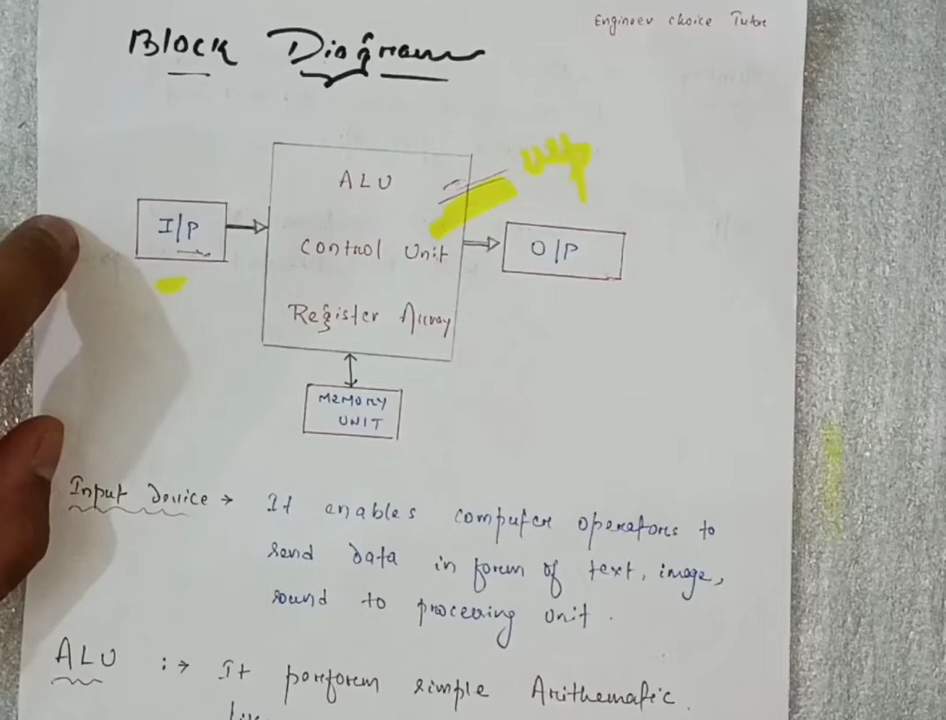 Engineer choice Tutor
Block Diagram
ALU
I/P
Control Unit
O/P
Register Array
MEMORY
UNIT
Input Device → It enables computer operators to
send data in form of text, image,
sound to processing unit.
ALU :→ It perform simple Arithematic